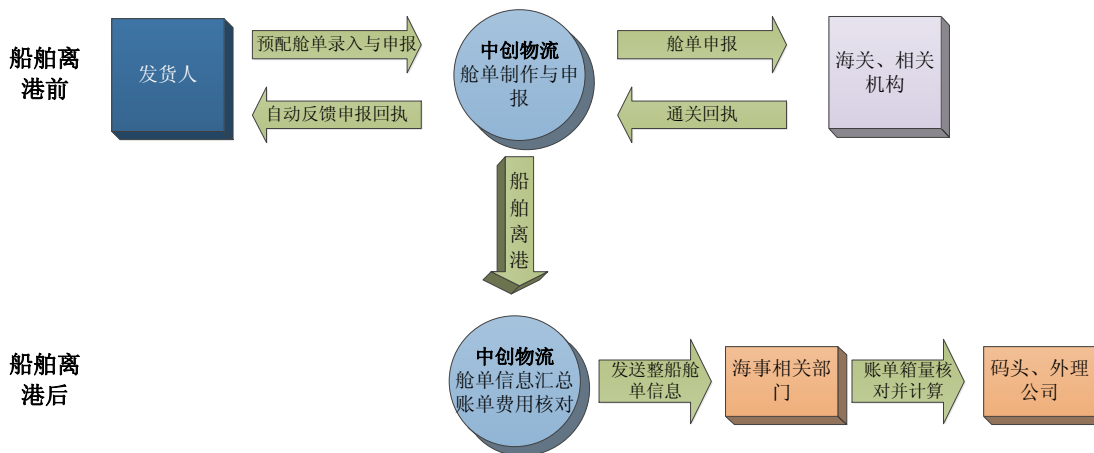 船舶离
港前
发货人
预配舱单录入与申报
自动反馈申报回执
中创物流
舱单制作与申
报
舱单申报
通关回执
海关、相关
机构
船
舶
离
港
船舶离
港后
中创物流
舱单信息汇总
账单费用核对
发送整船舱
单信息
海事相关部
门
账单箱量核
对并计算
码头、外理
公司